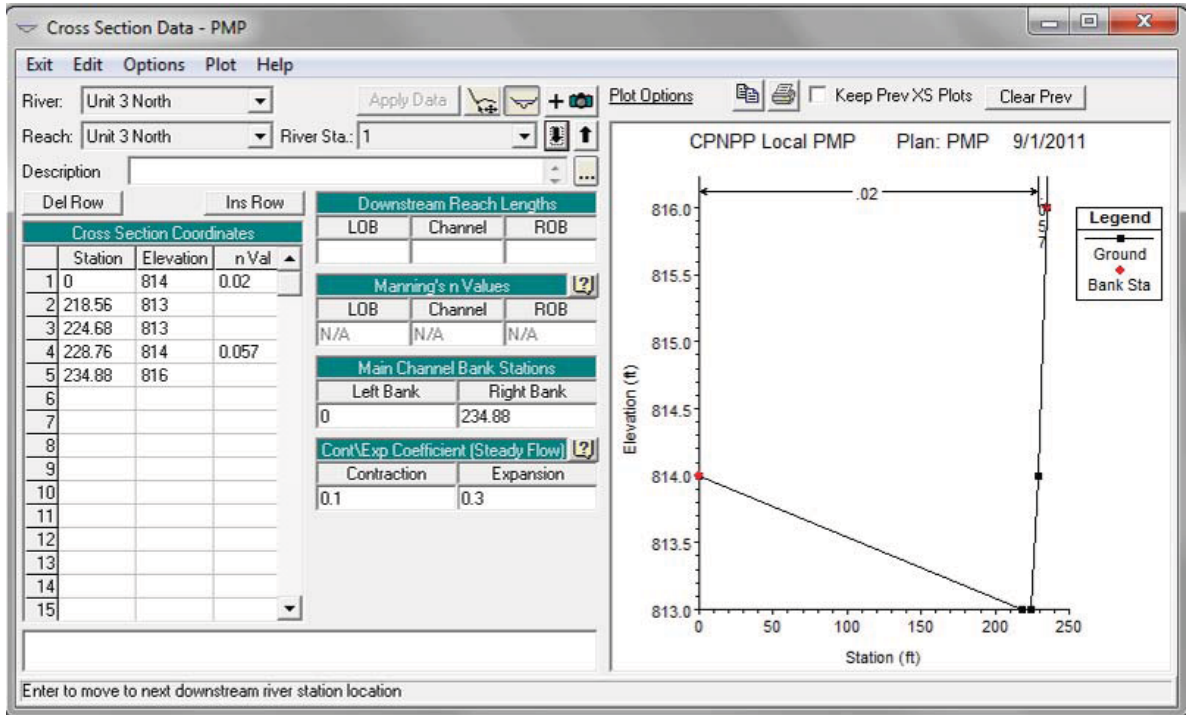 Cross Section Data - PMP
Exit Edit Options Plot Help
River: Unit 3 North Apply Data + Plot Options Keep Prev XS Plots Clear Prev
Reach: Unit 3 North River Sta.: 1
Description ...
Del Row Ins Row
Cross Section Coordinates
Station Elevation n Val
1 0 814 0.02
2 218.56 813
3 224.68 813
4 228.76 814 0.057
5 234.88 816
6
7
8
9
10
11
12
13
14
15
Downstream Reach Lengths
LOB Channel ROB
Manning's n Values
LOB Channel ROB
N/A N/A N/A
Main Channel Bank Stations
Left Bank Right Bank
0 234.88
Cont\Exp Coefficient (Steady Flow)
Contraction Expansion
0.1 0.3
CPNPP Local PMP Plan: PMP 9/1/2011
.02
.057
Legend
Ground
Bank Sta
816.0
815.5
815.0
814.5
814.0
813.5
813.0
Elevation (ft)
0 50 100 150 200 250
Station (ft)
Enter to move to next downstream river station location